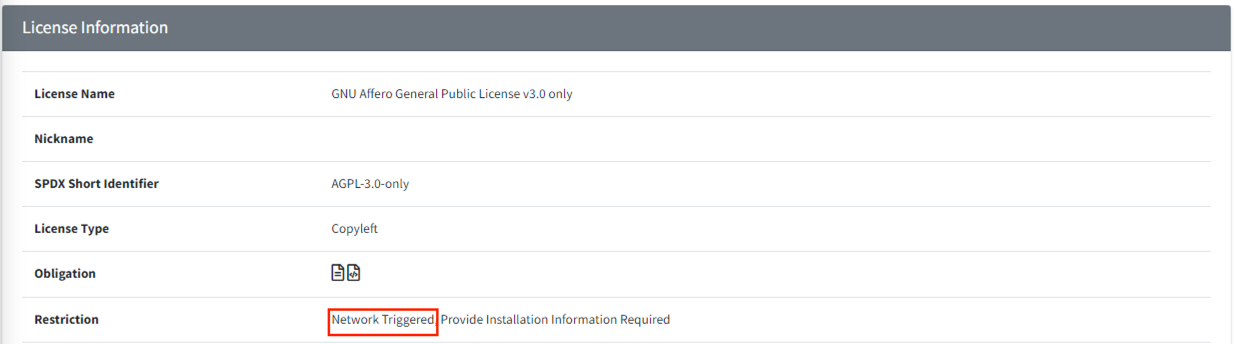 License Information
License Name GNU Affero General Public License v3.0 only
Nickname
SPDX Short Identifier AGPL-3.0-only
License Type Copyleft
Obligation
Restriction Network Triggered, Provide Installation Information Required